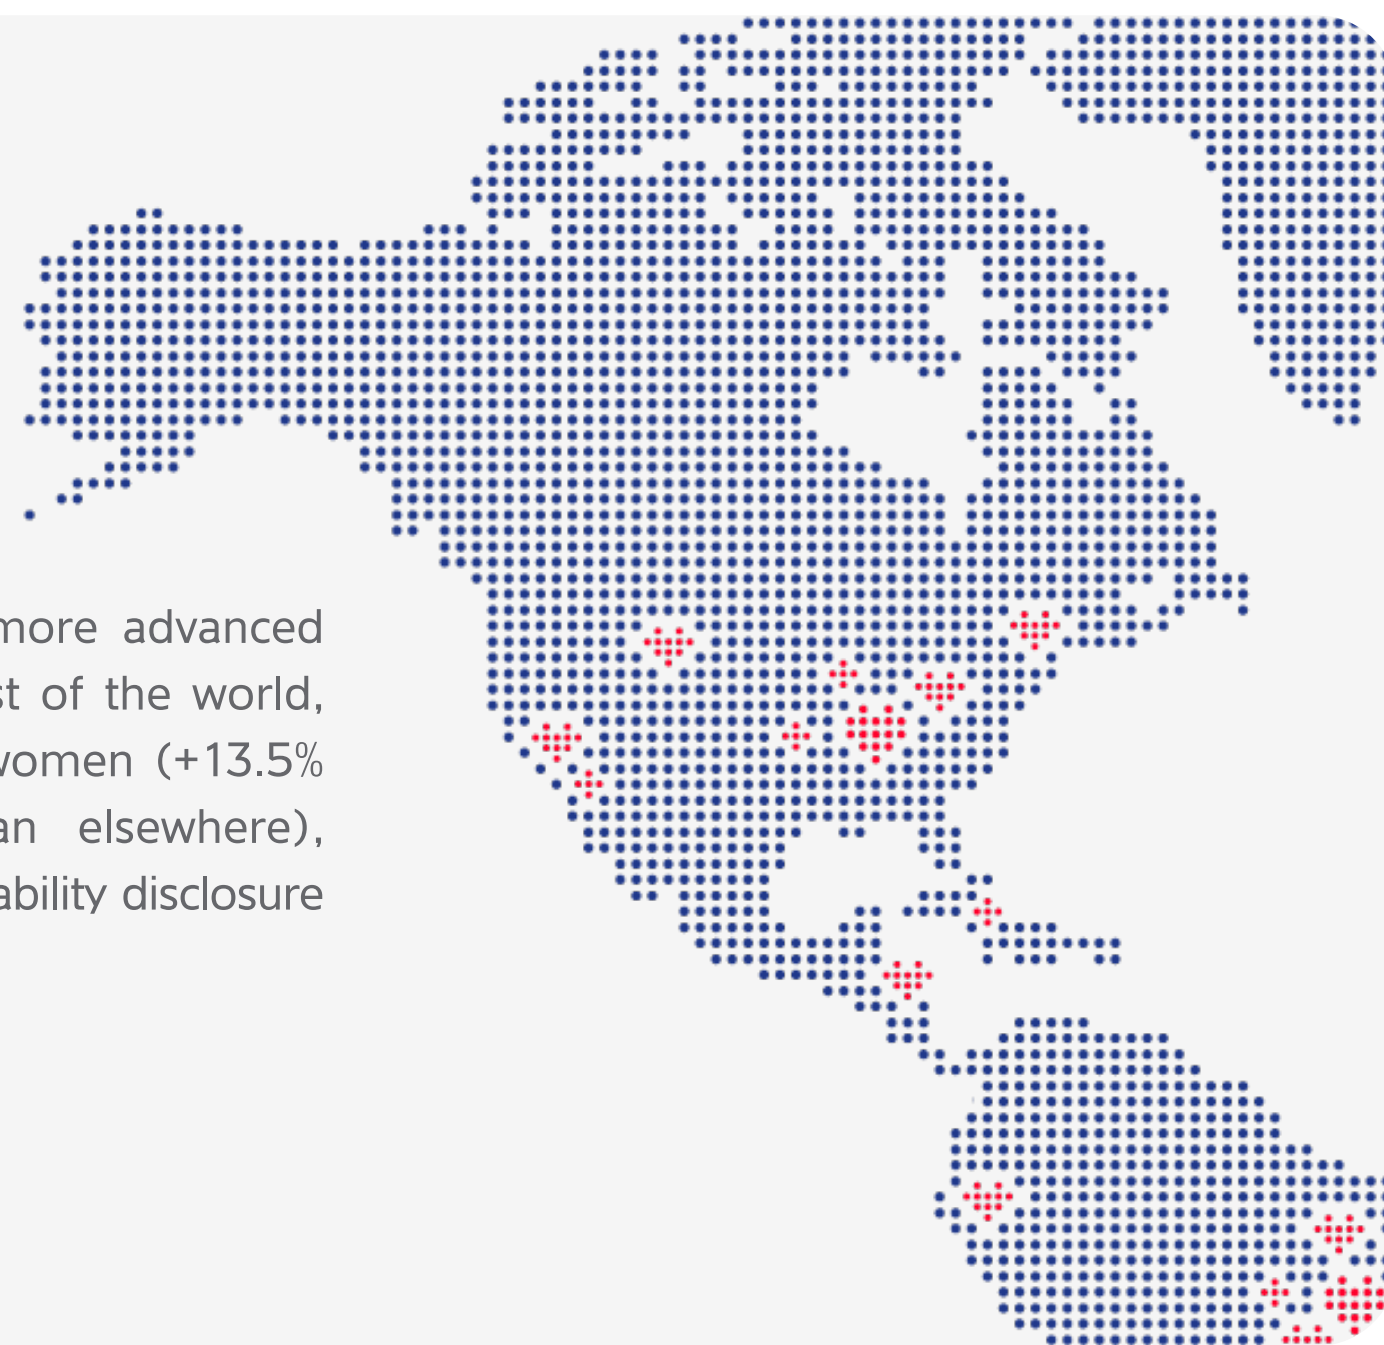 more advanced
of the world,
(+13.5%
elsewhere),
disclosure